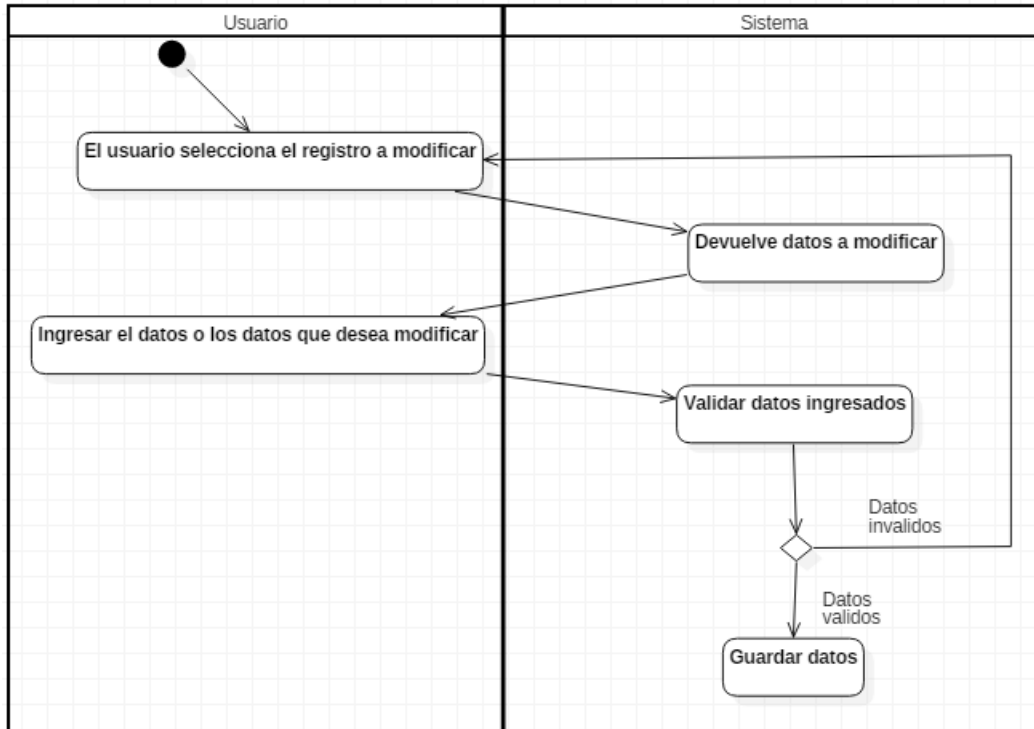 Usuario
Sistema
El usuario selecciona el registro a modificar
Devuelve datos a modificar
Ingresar el datos o los datos que desea modificar
Validar datos ingresados
Datos
invalidos
Datos
validos
Guardar datos